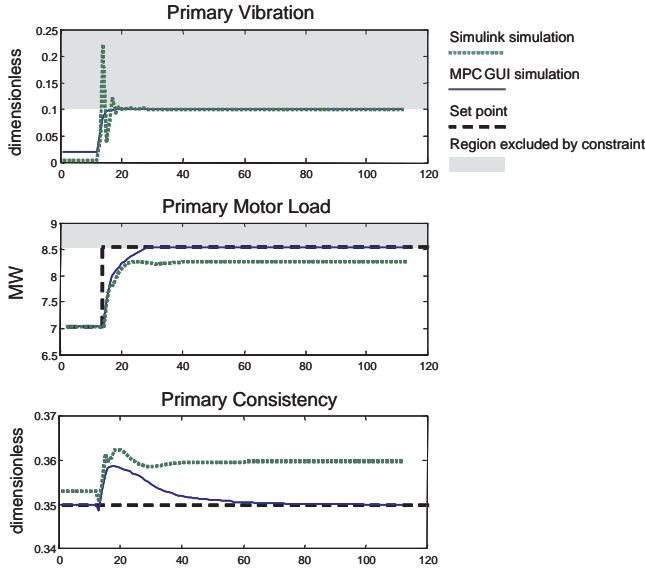 Primary Vibration
dimensionless
0.25
0.2
0.15
0.1
0.05
0
0 20 40 60 80 100 120
Simulink simulation
MPC GUI simulation
Set point
Region excluded by constraint
Primary Motor Load
MW
9
8.5
8
7.5
7
6.5
0 20 40 60 80 100 120
Primary Consistency
dimensionless
0.37
0.36
0.35
0.34
0 20 40 60 80 100 120